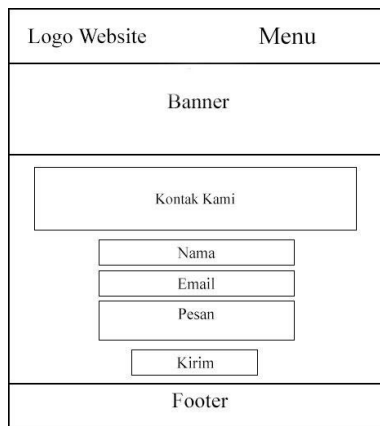 Logo Website Menu
Banner
Kontak Kami
Nama
Email
Pesan
Kirim
Footer